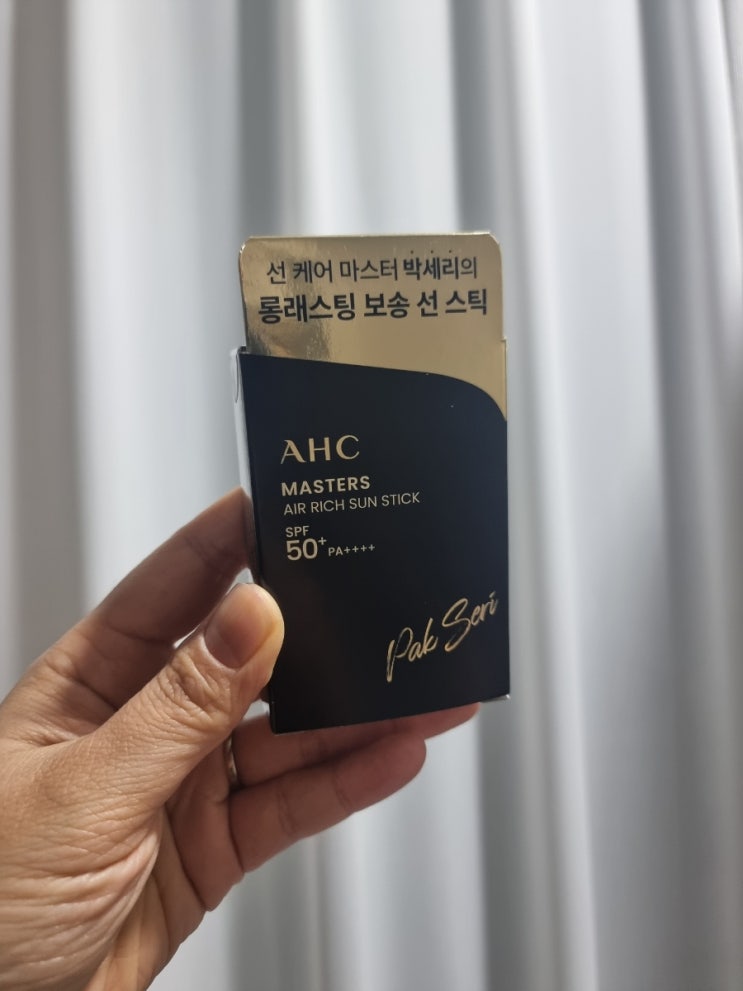 선 케어 마스터 박세리의
롱래스팅 보송 선 스틱
AHC
MASTERS
AIR RICH SUN STICK
SPF
50+ PA++++
Pak Seri